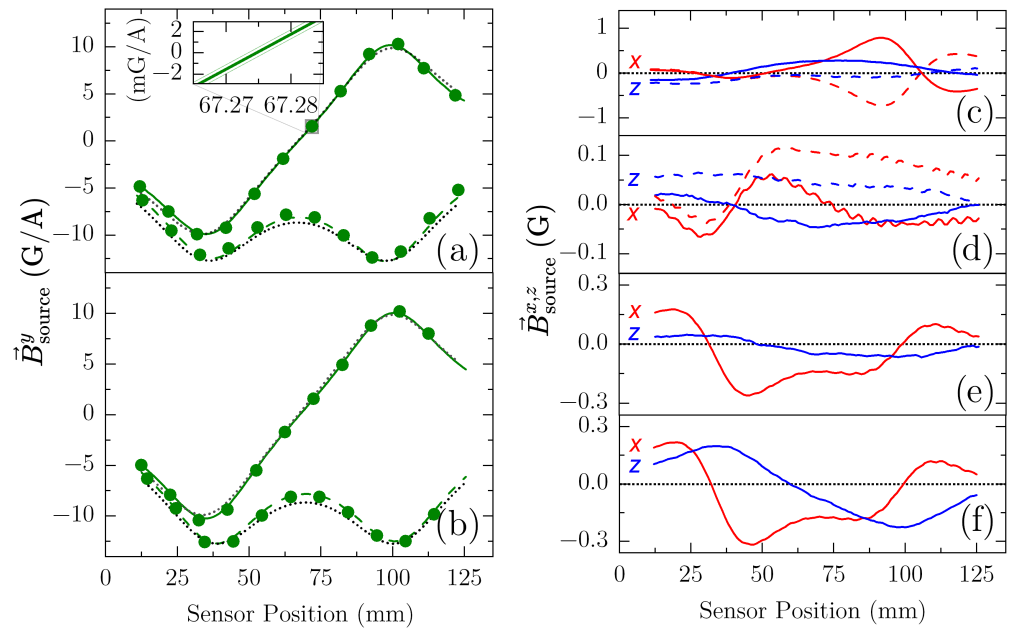 (mG/A)
2
0
−2
67.27 67.28
10
5
0
−5
−10
(a)
10
5
0
−5
−10
(b)
0 25 50 75 100 125
Sensor Position (mm)
B⃗ʸsource (G/A)
1
0
−1
x
z
(c)
0.1
0.0
−0.1
z
x
(d)
0.3
0.0
−0.3
x
z
(e)
0.3
0.0
−0.3
x
z
(f)
0 25 50 75 100 125
Sensor Position (mm)
B⃗ˣ,ᶻsource (G)